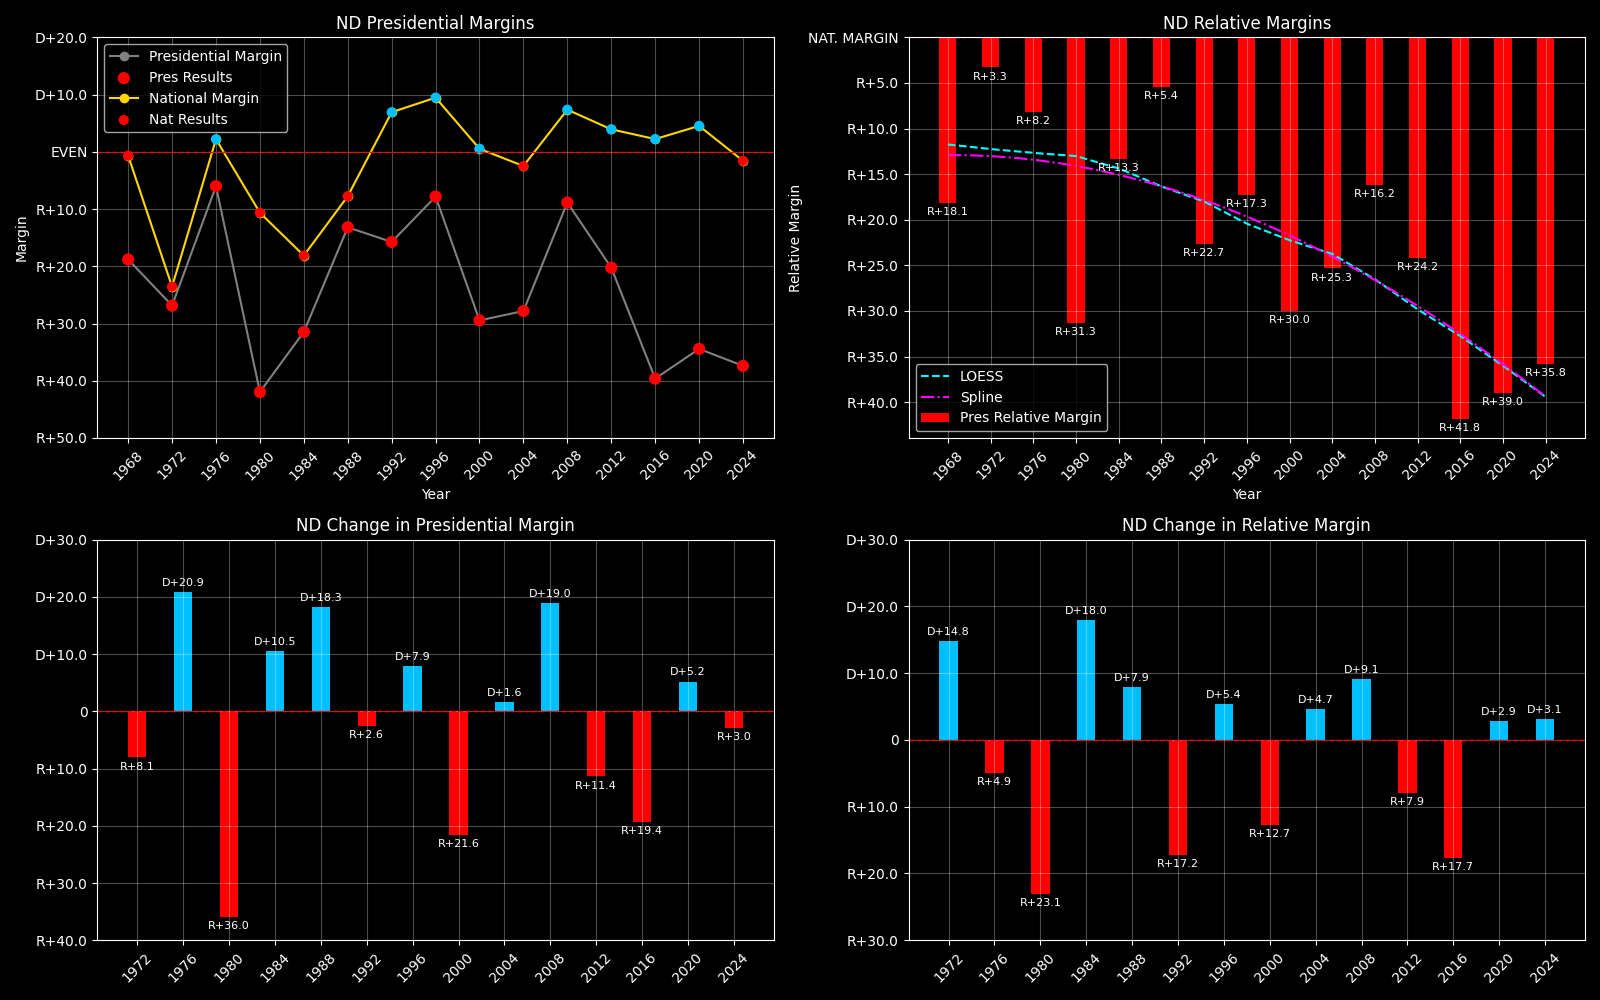 ND Presidential Margins
D+20.0
D+10.0
EVEN
R+10.0
R+20.0
R+30.0
R+40.0
R+50.0
Margin
Presidential Margin
Pres Results
National Margin
Nat Results
1968 1972 1976 1980 1984 1988 1992 1996 2000 2004 2008 2012 2016 2020 2024
Year
ND Relative Margins
NAT. MARGIN
R+5.0
R+10.0
R+15.0
R+20.0
R+25.0
R+30.0
R+35.0
R+40.0
Relative Margin
R+18.1 R+3.3 R+8.2 R+31.3 R+13.3 R+5.4 R+22.7 R+17.3 R+30.0 R+25.3 R+16.2 R+24.2 R+41.8 R+39.0 R+35.8
LOESS
Spline
Pres Relative Margin
1968 1972 1976 1980 1984 1988 1992 1996 2000 2004 2008 2012 2016 2020 2024
Year
ND Change in Presidential Margin
D+30.0
D+20.0
D+10.0
0
R+10.0
R+20.0
R+30.0
R+40.0
R+8.1 D+20.9 R+36.0 D+10.5 D+18.3 R+2.6 D+7.9 R+21.6 D+1.6 D+19.0 R+11.4 R+19.4 D+5.2 R+3.0
1972 1976 1980 1984 1988 1992 1996 2000 2004 2008 2012 2016 2020 2024
ND Change in Relative Margin
D+30.0
D+20.0
D+10.0
0
R+10.0
R+20.0
R+30.0
D+14.8 R+4.9 R+23.1 D+18.0 D+7.9 R+17.2 D+5.4 R+12.7 D+4.7 D+9.1 R+7.9 R+17.7 D+2.9 D+3.1
1972 1976 1980 1984 1988 1992 1996 2000 2004 2008 2012 2016 2020 2024